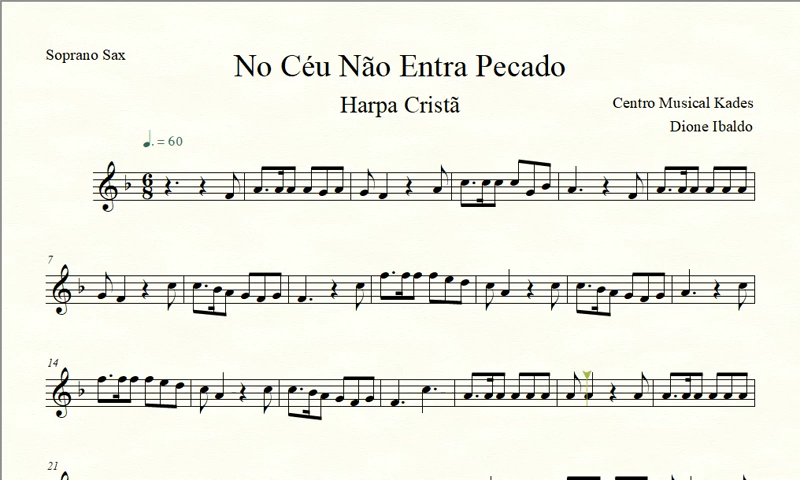 Soprano Sax
No Céu Não Entra Pecado
Harpa Cristã
Centro Musical Kades
Dione Ibaldo
♩. = 60
6
8
7
14
21